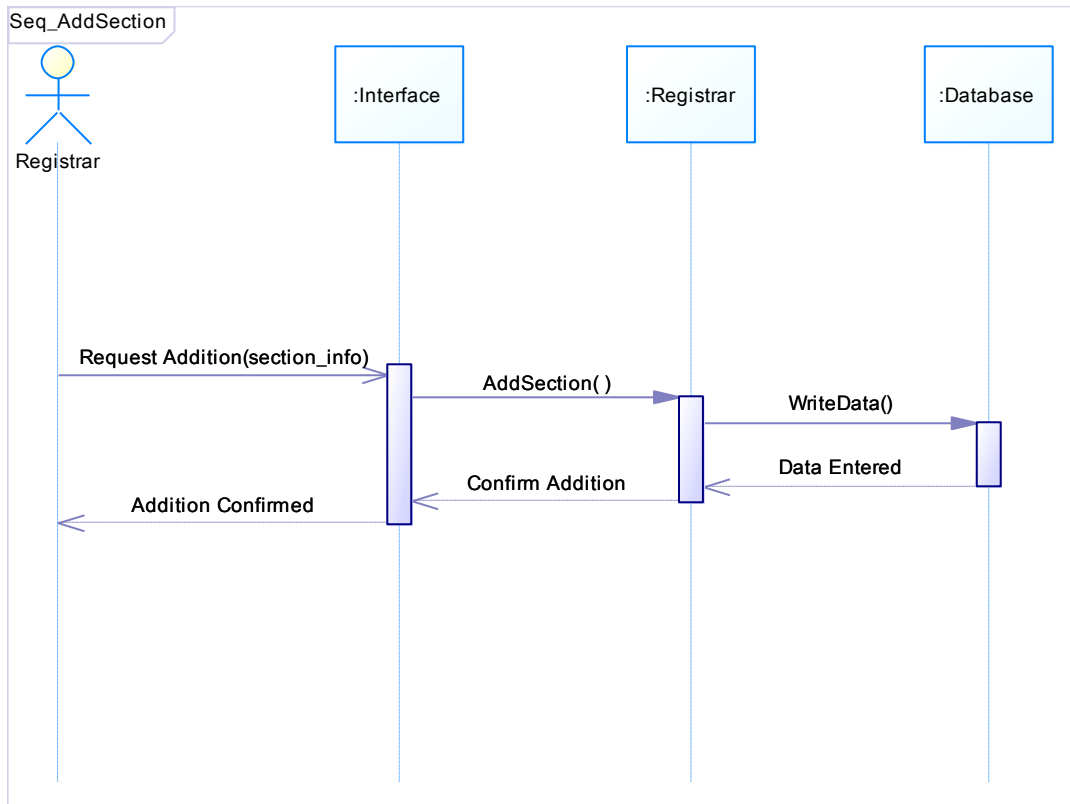 Seq_AddSection
:Interface
:Registrar
:Database
Registrar
Request Addition(section_info)
AddSection( )
WriteData()
Data Entered
Confirm Addition
Addition Confirmed